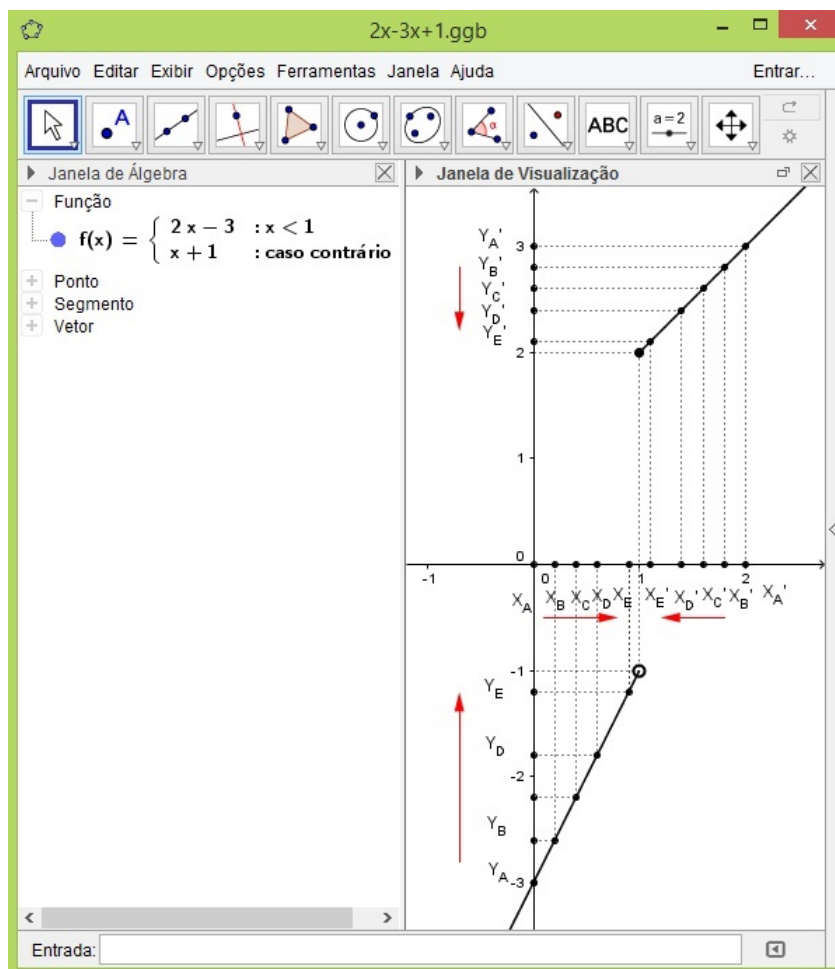 2x-3x+1.ggb
Arquivo Editar Exibir Opções Ferramentas Janela Ajuda Entrar...
A α ABC a = 2
Janela de Álgebra
Função
f(x) = { 2 x − 3 : x < 1
x + 1 : caso contrário
Ponto
Segmento
Vetor
Janela de Visualização
Y_A' 3
Y_B'
Y_C'
Y_D'
Y_E'
2
1
0
-1 0 1 2
X_A X_B X_C X_D X_E X_E' X_D' X_C' X_B' X_A'
-1
Y_E
Y_D
-2
Y_B
Y_A -3
Entrada: